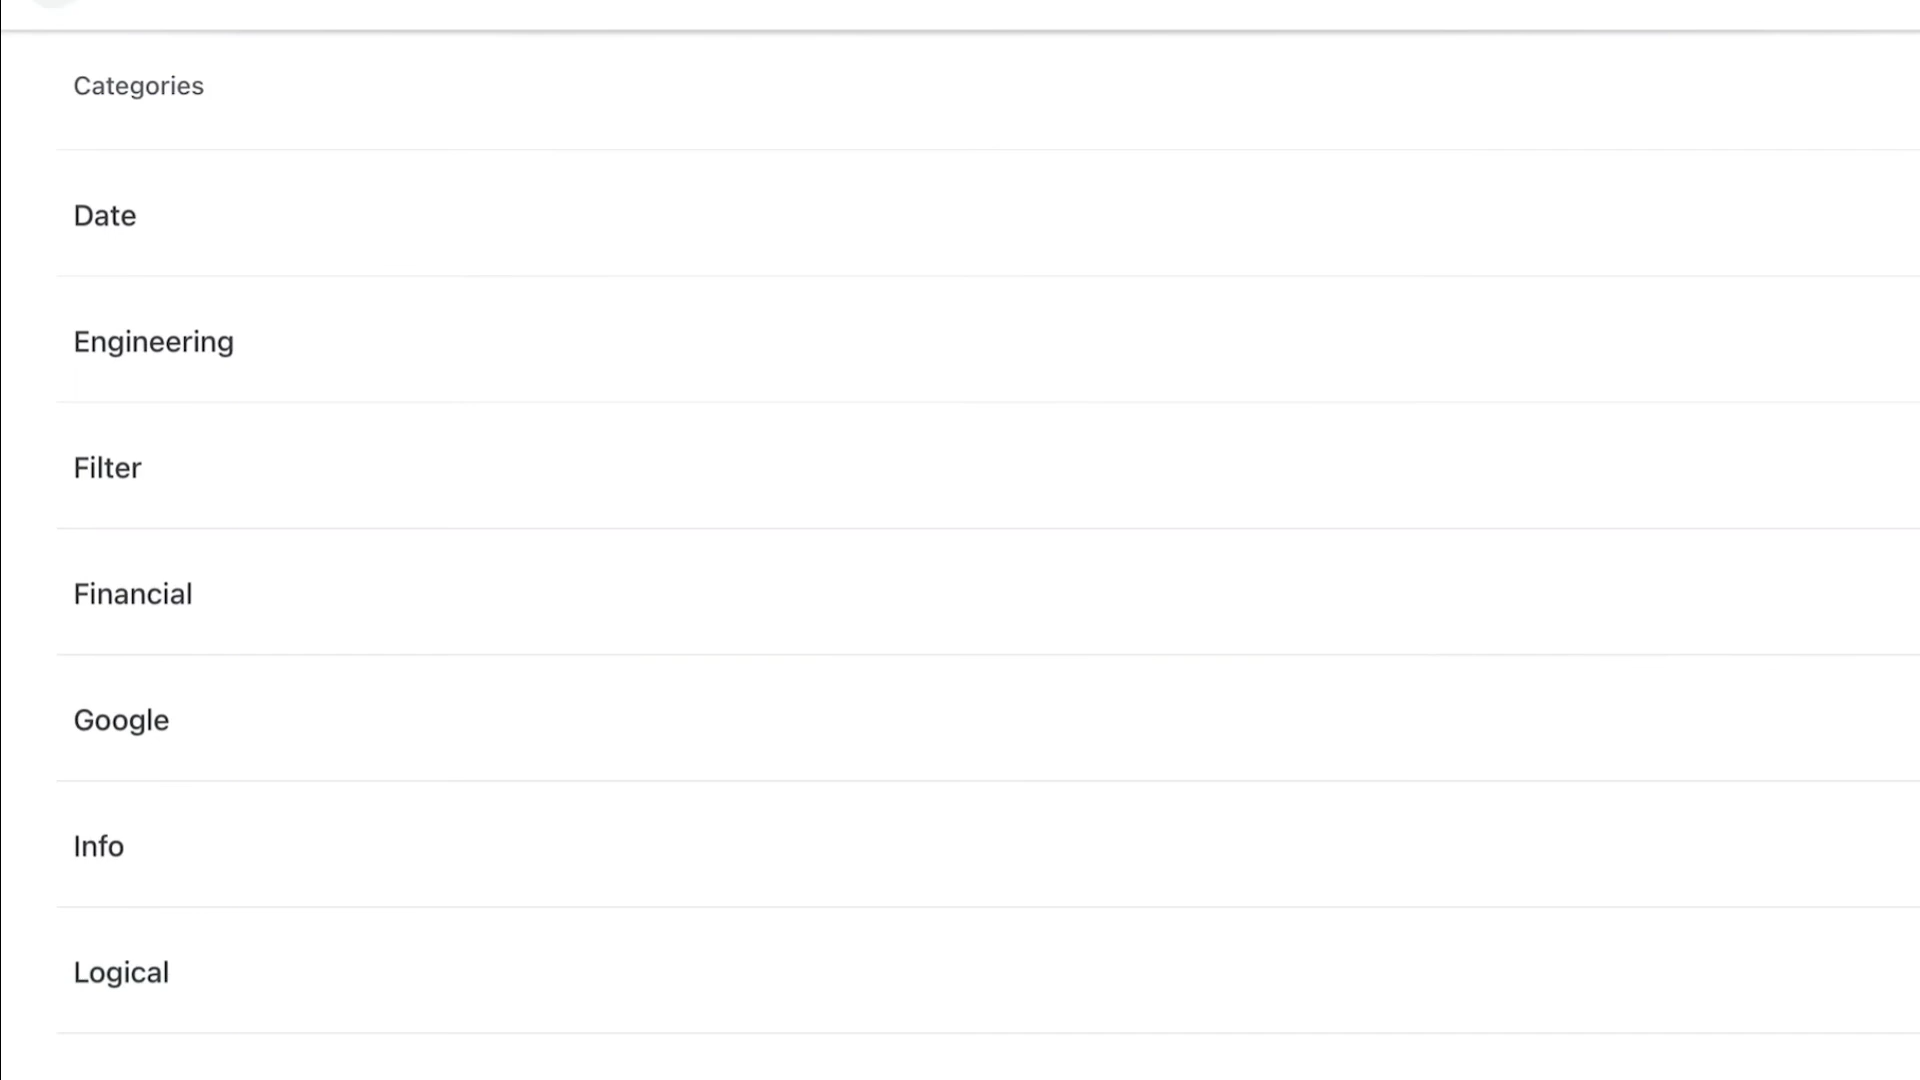 Categories
Date
Engineering
Filter
Financial
Google
Info
Logical